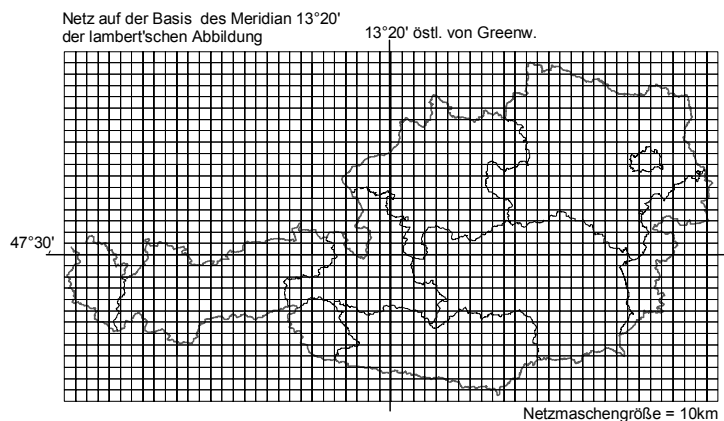 Netz auf der Basis des Meridian 13°20'
der lambert'schen Abbildung
13°20' östl. von Greenw.
47°30'
Netzmaschengröße = 10km